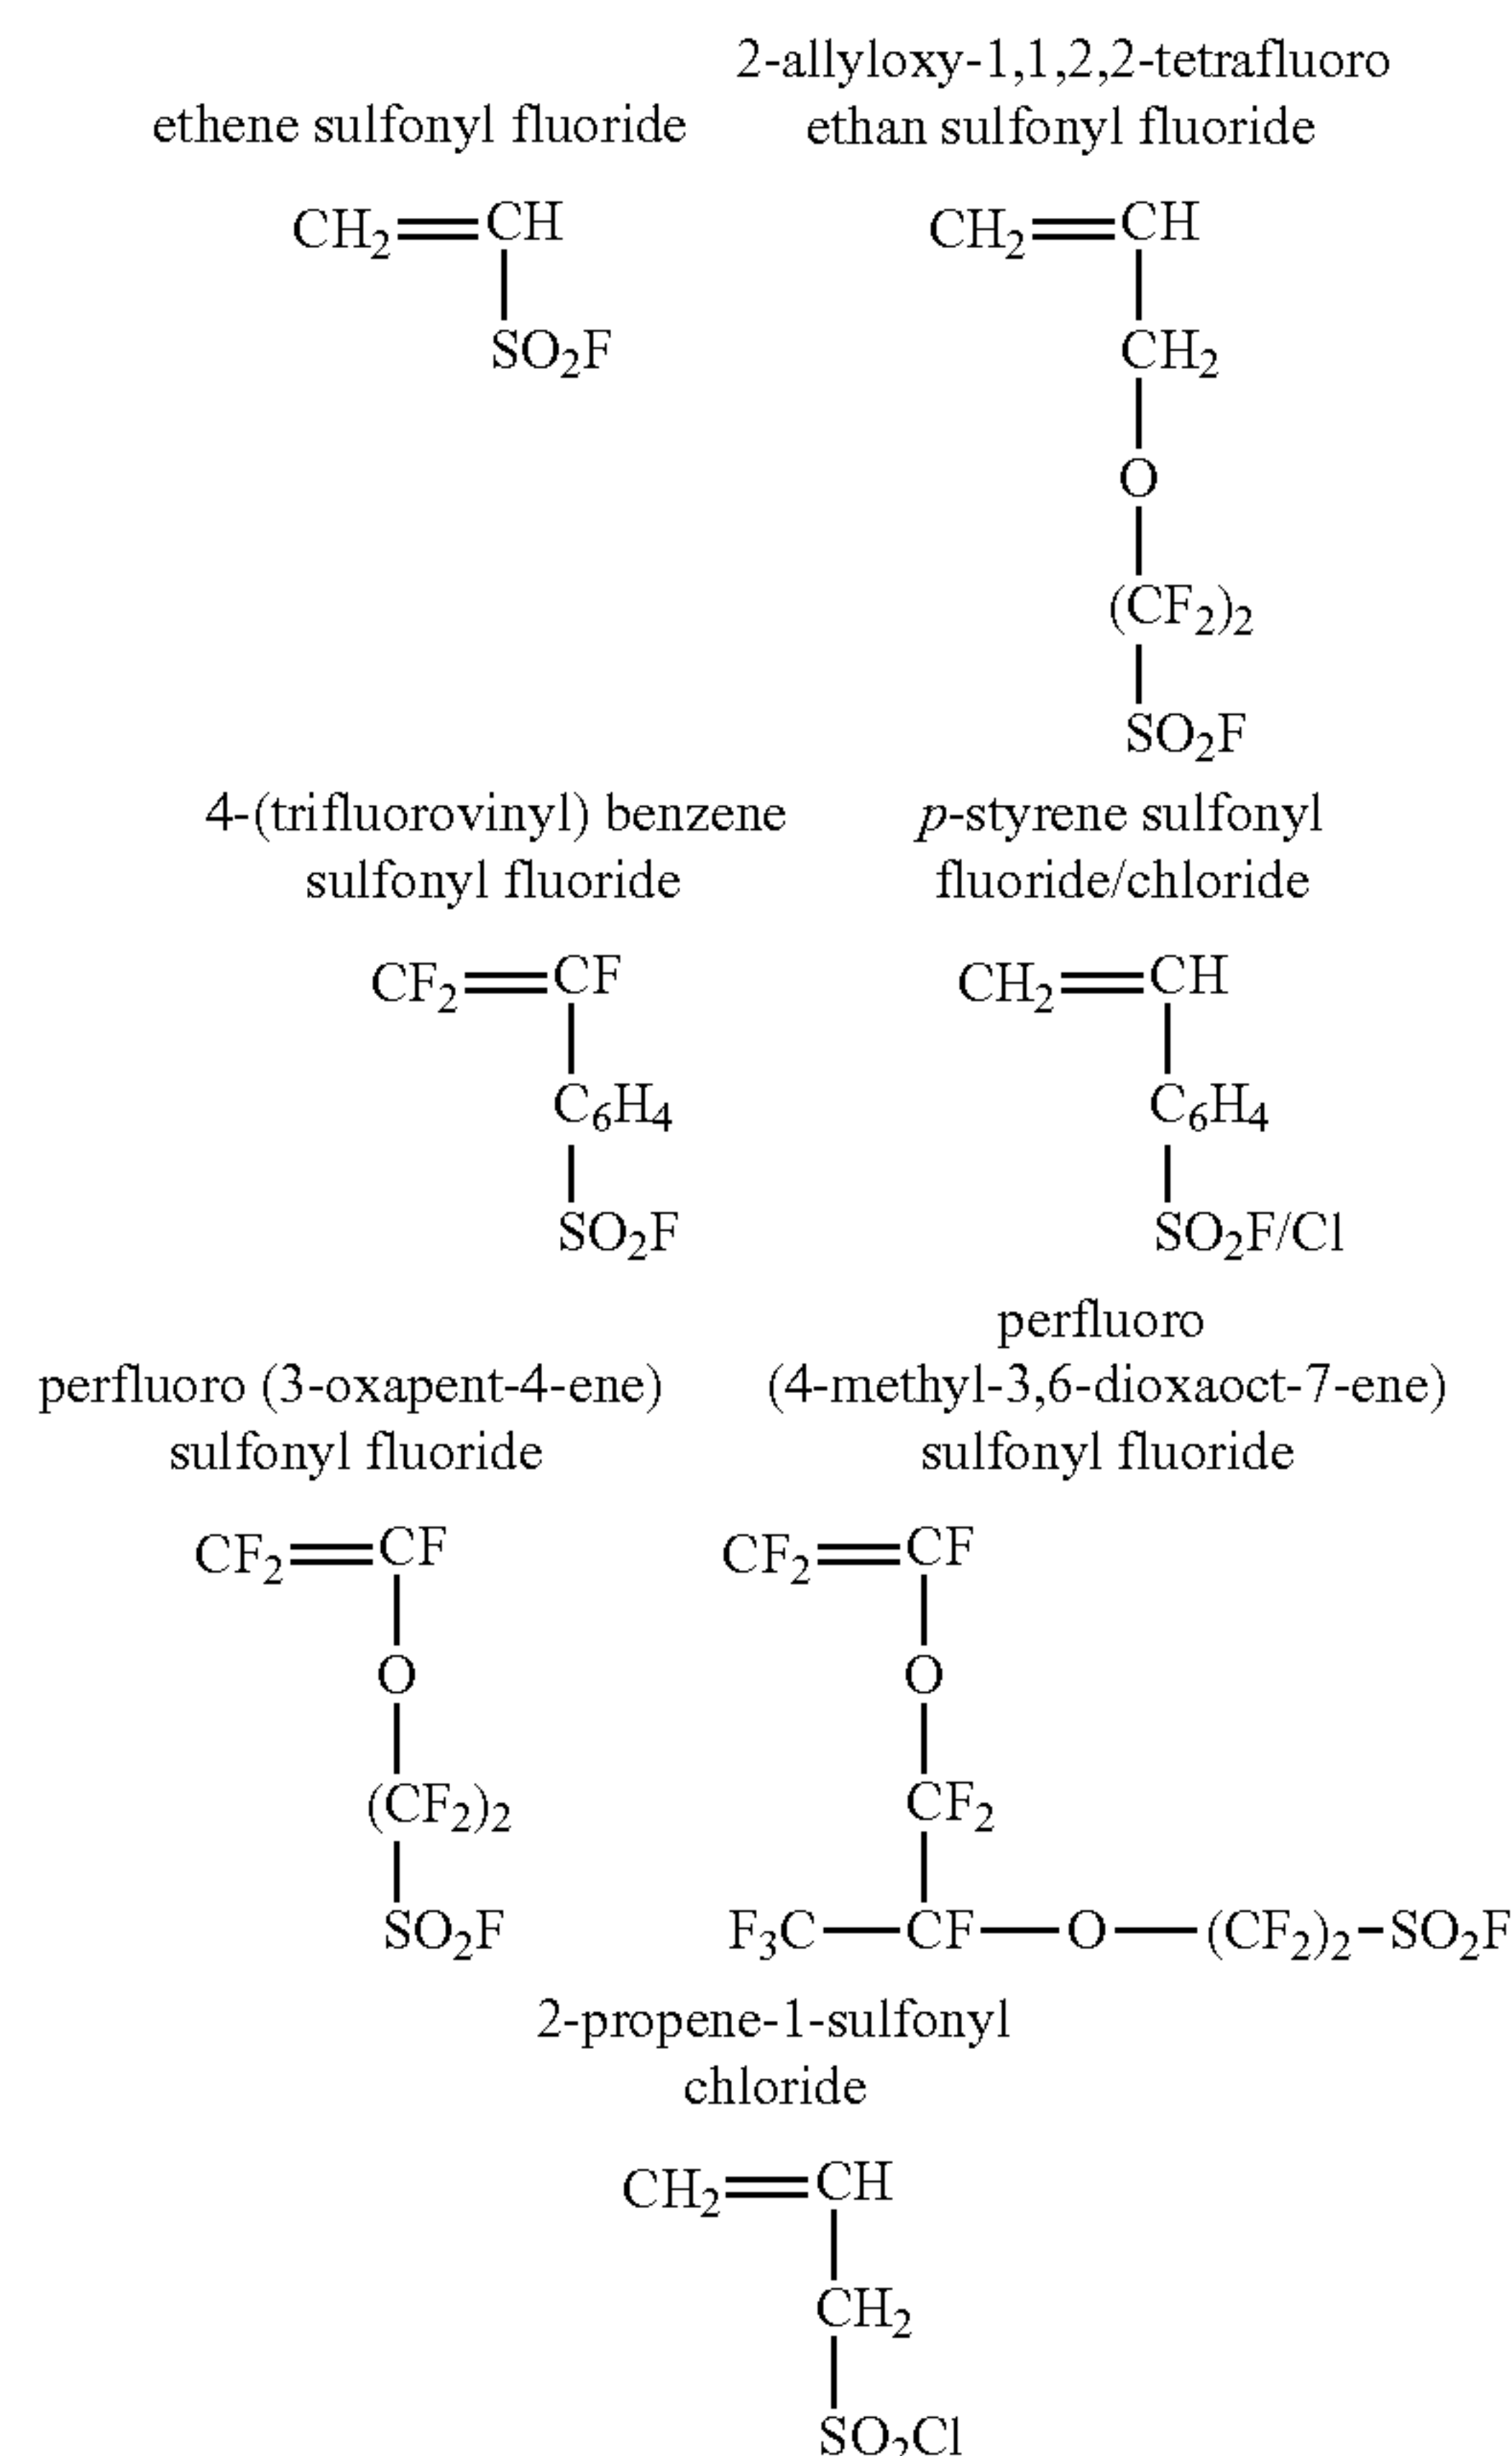 ethene sulfonyl fluoride
2-allyloxy-1,1,2,2-tetrafluoro
ethan sulfonyl fluoride
CH₂ CH
SO₂F
CH₂ CH
CH₂
O
(CF₂)₂
SO₂F
4-(trifluorovinyl) benzene
sulfonyl fluoride
CF₂ CF
C₆H₄
SO₂F
p-styrene sulfonyl
fluoride/chloride
CH₂ CH
C₆H₄
SO₂F/Cl
perfluoro (3-oxapent-4-ene)
sulfonyl fluoride
CF₂ CF
O
(CF₂)₂
SO₂F
perfluoro
(4-methyl-3,6-dioxaoct-7-ene)
sulfonyl fluoride
CF₂ CF
O
CF₂
F₃C CF O (CF₂)₂ SO₂F
2-propene-1-sulfonyl
chloride
CH₂ CH
CH₂
SO₂Cl